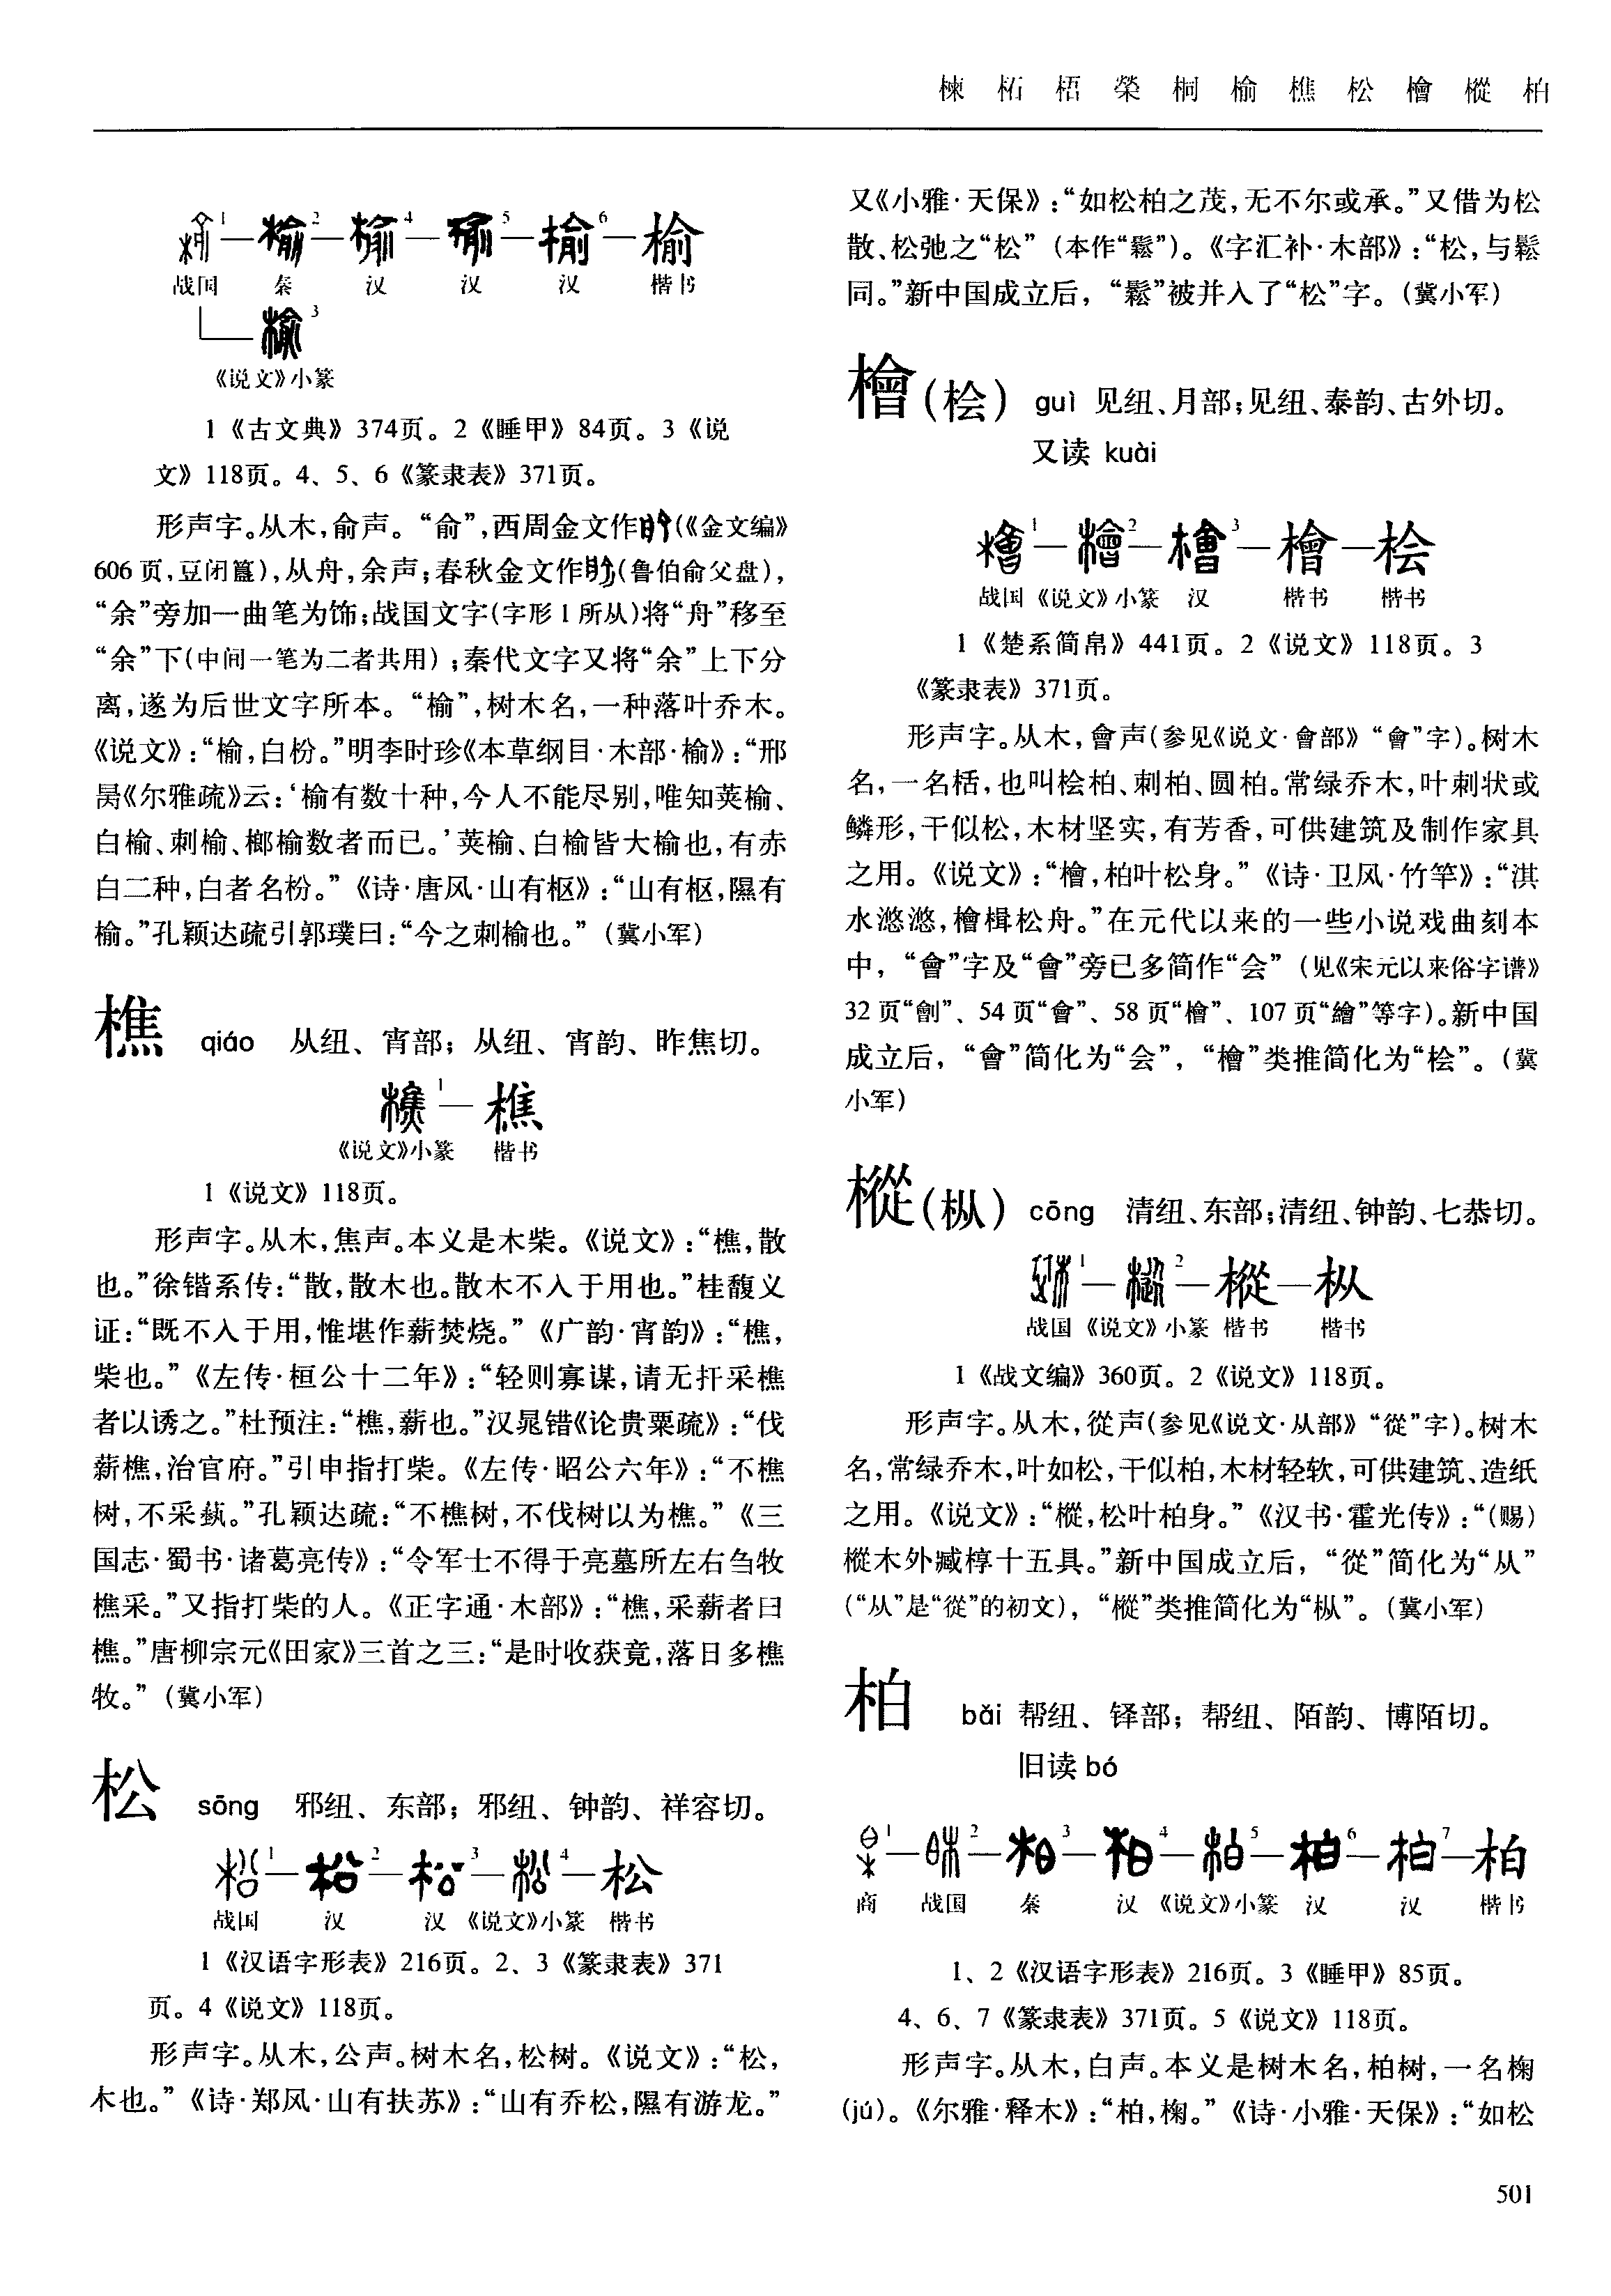 楝 柘 梧 榮 桐 榆 樵 松 檜 樅 柏
1 2 4 5 6 榆
战国 秦 汉 汉 汉 楷书
3
《说文》小篆
1《古文典》374页。2《睡甲》84页。3《说
文》118页。4、5、6《篆隶表》371页。
形声字。从木，俞声。“俞”，西周金文作(《金文编》
606页，豆闭簋)，从舟，余声；春秋金文作(鲁伯俞父盘)，
“余”旁加一曲笔为饰；战国文字(字形1所从)将“舟”移至
“余”下(中间一笔为二者共用)；秦代文字又将“余”上下分
离，遂为后世文字所本。“榆”，树木名，一种落叶乔木。
《说文》：“榆，白枌。”明李时珍《本草纲目·木部·榆》：“邢
昺《尔雅疏》云：‘榆有数十种，今人不能尽别，唯知荚榆、
白榆、刺榆、榔榆数者而已。’荚榆、白榆皆大榆也，有赤
白二种，白者名枌。”《诗·唐风·山有枢》：“山有枢，隰有
榆。”孔颖达疏引郭璞曰：“今之刺榆也。”（冀小军）
樵 qiáo 从纽、宵部；从纽、宵韵、昨焦切。
1 樵
《说文》小篆 楷书
1《说文》118页。
形声字。从木，焦声。本义是木柴。《说文》：“樵，散
也。”徐锴系传：“散，散木也。散木不入于用也。”桂馥义
证：“既不入于用，惟堪作薪焚烧。”《广韵·宵韵》：“樵，
柴也。”《左传·桓公十二年》：“轻则寡谋，请无扞采樵
者以诱之。”杜预注：“樵，薪也。”汉晁错《论贵粟疏》：“伐
薪樵，治官府。”引申指打柴。《左传·昭公六年》：“不樵
树，不采蓺。”孔颖达疏：“不樵树，不伐树以为樵。”《三
国志·蜀书·诸葛亮传》：“令军士不得于亮墓所左右刍牧
樵采。”又指打柴的人。《正字通·木部》：“樵，采薪者曰
樵。”唐柳宗元《田家》三首之三：“是时收获竟，落日多樵
牧。”（冀小军）
松 sōng 邪纽、东部；邪纽、钟韵、祥容切。
1 2 3 4 松
战国 汉 汉 《说文》小篆 楷书
1《汉语字形表》216页。2、3《篆隶表》371
页。4《说文》118页。
形声字。从木，公声。树木名，松树。《说文》：“松，
木也。”《诗·郑风·山有扶苏》：“山有乔松，隰有游龙。”
又《小雅·天保》：“如松柏之茂，无不尔或承。”又借为松
散、松弛之“松”（本作“鬆”）。《字汇补·木部》：“松，与鬆
同。”新中国成立后，“鬆”被并入了“松”字。（冀小军）
檜(桧) guì 见纽、月部；见纽、泰韵、古外切。
又读 kuài
1 2 3 檜 桧
战国 《说文》小篆 汉 楷书 楷书
1《楚系简帛》441页。2《说文》118页。3
《篆隶表》371页。
形声字。从木，會声(参见《说文·會部》“會”字)。树木
名，一名栝，也叫桧柏、刺柏、圆柏。常绿乔木，叶刺状或
鳞形，干似松，木材坚实，有芳香，可供建筑及制作家具
之用。《说文》：“檜，柏叶松身。”《诗·卫风·竹竿》：“淇
水滺滺，檜楫松舟。”在元代以来的一些小说戏曲刻本
中，“會”字及“會”旁已多简作“会”（见《宋元以来俗字谱》
32页“劊”、54页“會”、58页“檜”、107页“繪”等字)。新中国
成立后，“會”简化为“会”，“檜”类推简化为“桧”。（冀
小军）
樅(枞) cōng 清纽、东部；清纽、钟韵、七恭切。
1 2 樅 枞
战国 《说文》小篆 楷书 楷书
1《战文编》360页。2《说文》118页。
形声字。从木，從声(参见《说文·从部》“從”字)。树木
名，常绿乔木，叶如松，干似柏，木材轻软，可供建筑、造纸
之用。《说文》：“樅，松叶柏身。”《汉书·霍光传》：“(赐)
樅木外臧椁十五具。”新中国成立后，“從”简化为“从”
(“从”是“從”的初文)，“樅”类推简化为“枞”。（冀小军）
柏 bǎi 帮纽、铎部；帮纽、陌韵、博陌切。
旧读 bó
1 2 3 4 5 6 7 柏
商 战国 秦 汉 《说文》小篆 汉 汉 楷书
1、2《汉语字形表》216页。3《睡甲》85页。
4、6、7《篆隶表》371页。5《说文》118页。
形声字。从木，白声。本义是树木名，柏树，一名椈
(jú)。《尔雅·释木》：“柏，椈。”《诗·小雅·天保》：“如松
501